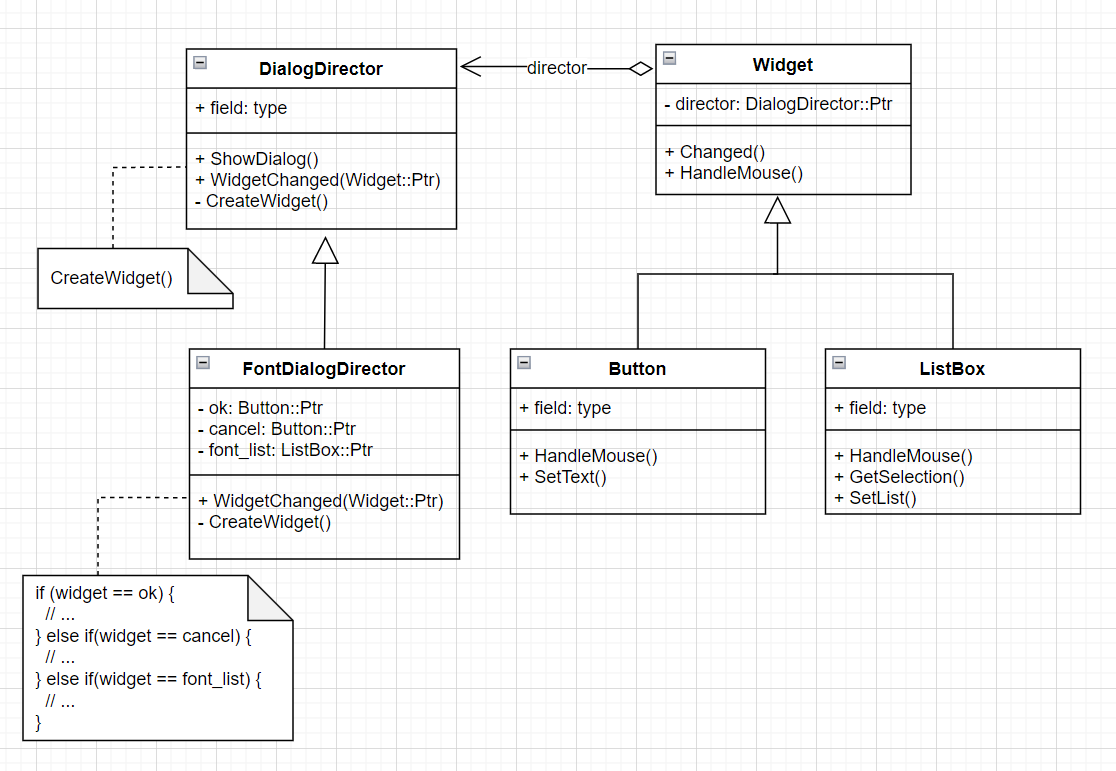 DialogDirector
+ field: type
+ ShowDialog()
+ WidgetChanged(Widget::Ptr)
- CreateWidget()
director
Widget
- director: DialogDirector::Ptr
+ Changed()
+ HandleMouse()
CreateWidget()
FontDialogDirector
- ok: Button::Ptr
- cancel: Button::Ptr
- font_list: ListBox::Ptr
+ WidgetChanged(Widget::Ptr)
- CreateWidget()
Button
+ field: type
+ HandleMouse()
+ SetText()
ListBox
+ field: type
+ HandleMouse()
+ GetSelection()
+ SetList()
if (widget == ok) {
// ...
} else if(widget == cancel) {
// ...
} else if(widget == font_list) {
// ...
}